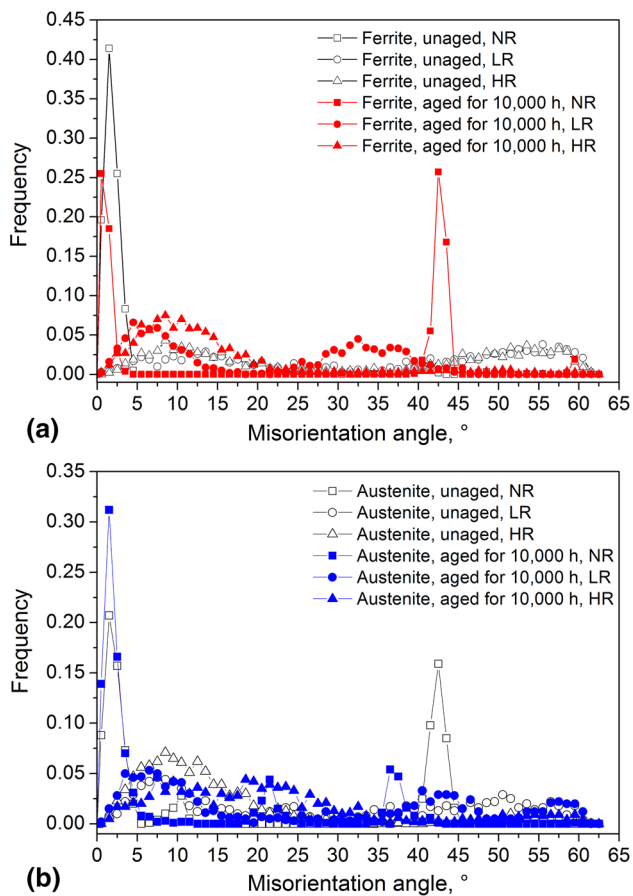 0.45
0.40
0.35
0.30
0.25
0.20
0.15
0.10
0.05
0.00
Frequency
Ferrite, unaged, NR
Ferrite, unaged, LR
Ferrite, unaged, HR
Ferrite, aged for 10,000 h, NR
Ferrite, aged for 10,000 h, LR
Ferrite, aged for 10,000 h, HR
0 5 10 15 20 25 30 35 40 45 50 55 60 65
(a)
Misorientation angle, °
0.35
0.30
0.25
0.20
0.15
0.10
0.05
0.00
Frequency
Austenite, unaged, NR
Austenite, unaged, LR
Austenite, unaged, HR
Austenite, aged for 10,000 h, NR
Austenite, aged for 10,000 h, LR
Austenite, aged for 10,000 h, HR
0 5 10 15 20 25 30 35 40 45 50 55 60 65
(b)
Misorientation angle, °